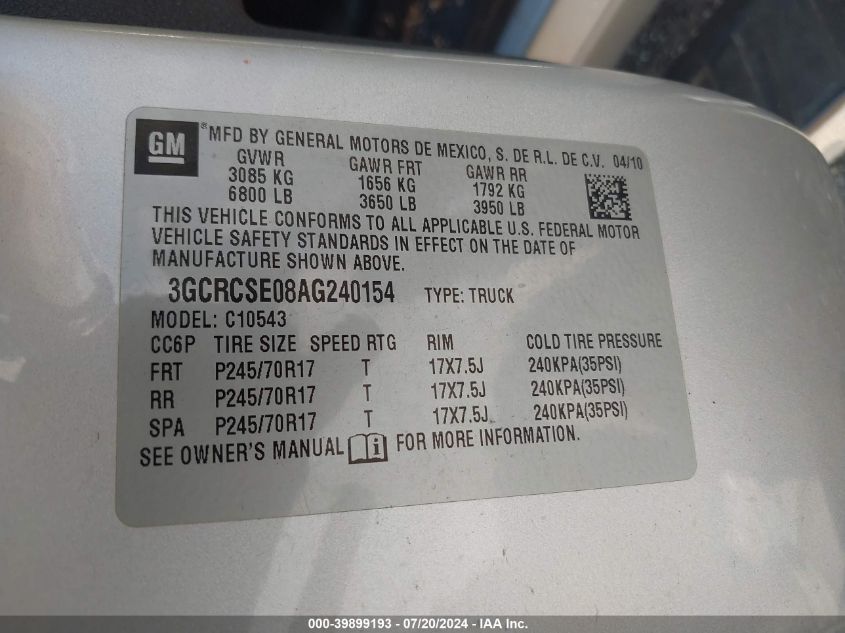 GM ® MFD BY GENERAL MOTORS DE MEXICO, S. DE R.L. DE C.V. 04/10
GVWR GAWR FRT GAWR RR
3085 KG 1656 KG 1792 KG
6800 LB 3650 LB 3950 LB
THIS VEHICLE CONFORMS TO ALL APPLICABLE U.S. FEDERAL MOTOR
VEHICLE SAFETY STANDARDS IN EFFECT ON THE DATE OF
MANUFACTURE SHOWN ABOVE.
3GCRCSE08AG240154 TYPE: TRUCK
MODEL: C10543
CC6P TIRE SIZE SPEED RTG RIM COLD TIRE PRESSURE
FRT P245/70R17 T 17X7.5J 240KPA(35PSI)
RR P245/70R17 T 17X7.5J 240KPA(35PSI)
SPA P245/70R17 T 17X7.5J 240KPA(35PSI)
SEE OWNER'S MANUAL i FOR MORE INFORMATION.
000-39899193 - 07/20/2024 - IAA Inc.